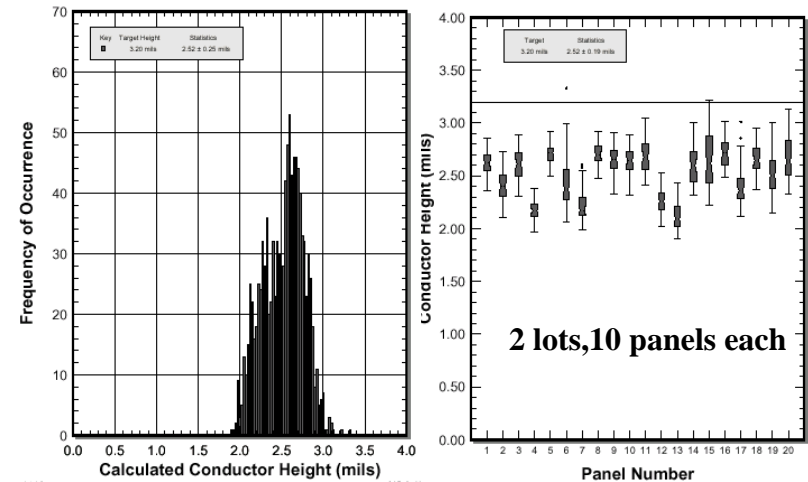 70
60
50
40
30
20
10
0
Frequency of Occurrence
Key Target Height Statistics
3.20 mils 2.52 ± 0.25 mils
0.0 0.5 1.0 1.5 2.0 2.5 3.0 3.5 4.0
Calculated Conductor Height (mils)
4.00
3.50
3.00
2.50
2.00
1.50
1.00
0.50
0.00
Conductor Height (mils)
Target Statistics
3.20 mils 2.52 ± 0.19 mils
2 lots,10 panels each
1 2 3 4 5 6 7 8 9 10 11 12 13 14 15 16 17 18 19 20
Panel Number